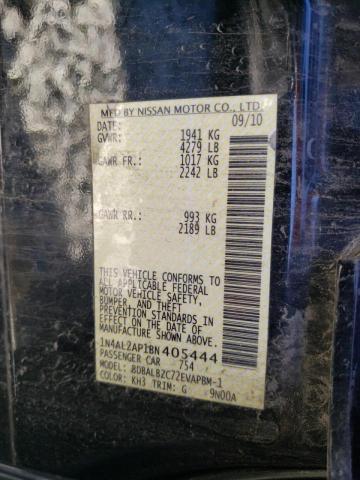 MFD BY NISSAN MOTOR CO., LTD.
DATE: 09/10
GVWR: 1941 KG
4279 LB
GAWR FR: 1017 KG
2242 LB
GAWR RR: 993 KG
2189 LB
THIS VEHICLE CONFORMS TO
ALL APPLICABLE FEDERAL
MOTOR VEHICLE SAFETY,
BUMPER, AND THEFT
PREVENTION STANDARDS IN
EFFECT ON THE DATE OF
MANUFACTURE SHOWN ABOVE.
1N4AL2AP1BN405444
PASSENGER CAR 754
MODEL: BDBALBZC72EVAPBM-1
COLOR: KH3 TRIM: G 9N00A